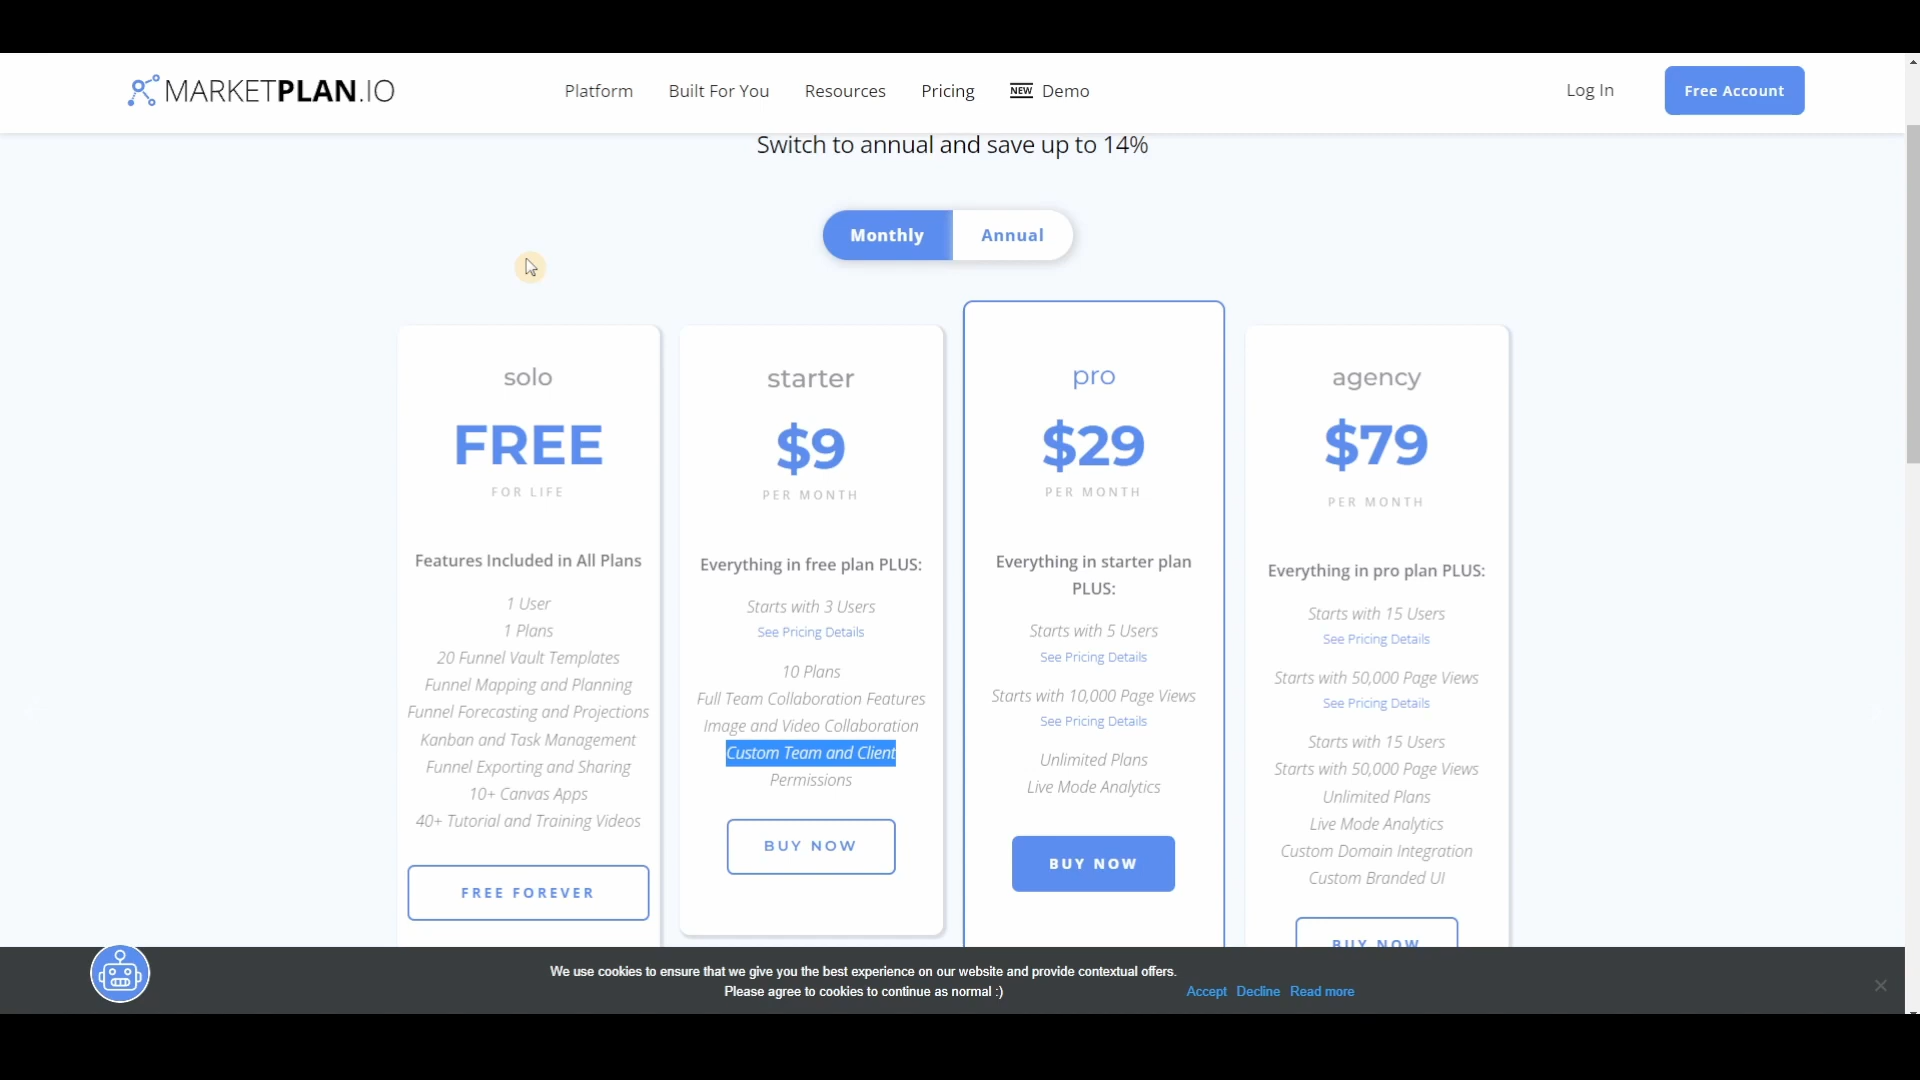 MARKETPLAN.IO
Platform
Built For You
Resources
Pricing
NEW Demo
Log In
Free Account
Switch to annual and save up to 14%
Monthly
Annual
solo
FREE
FOR LIFE
Features Included in All Plans
1 User
1 Plans
20 Funnel Vault Templates
Funnel Mapping and Planning
Funnel Forecasting and Projections
Kanban and Task Management
Funnel Exporting and Sharing
10+ Canvas Apps
40+ Tutorial and Training Videos
FREE FOREVER
starter
$9
PER MONTH
Everything in free plan PLUS:
Starts with 3 Users
See Pricing Details
10 Plans
Full Team Collaboration Features
Image and Video Collaboration
Custom Team and Client
Permissions
BUY NOW
pro
$29
PER MONTH
Everything in starter plan
PLUS:
Starts with 5 Users
See Pricing Details
Starts with 10,000 Page Views
See Pricing Details
Unlimited Plans
Live Mode Analytics
BUY NOW
agency
$79
PER MONTH
Everything in pro plan PLUS:
Starts with 15 Users
See Pricing Details
Starts with 50,000 Page Views
See Pricing Details
Starts with 15 Users
Starts with 50,000 Page Views
Unlimited Plans
Live Mode Analytics
Custom Domain Integration
Custom Branded UI
BUY NOW
We use cookies to ensure that we give you the best experience on our website and provide contextual offers.
Please agree to cookies to continue as normal :)
Accept
Decline
Read more